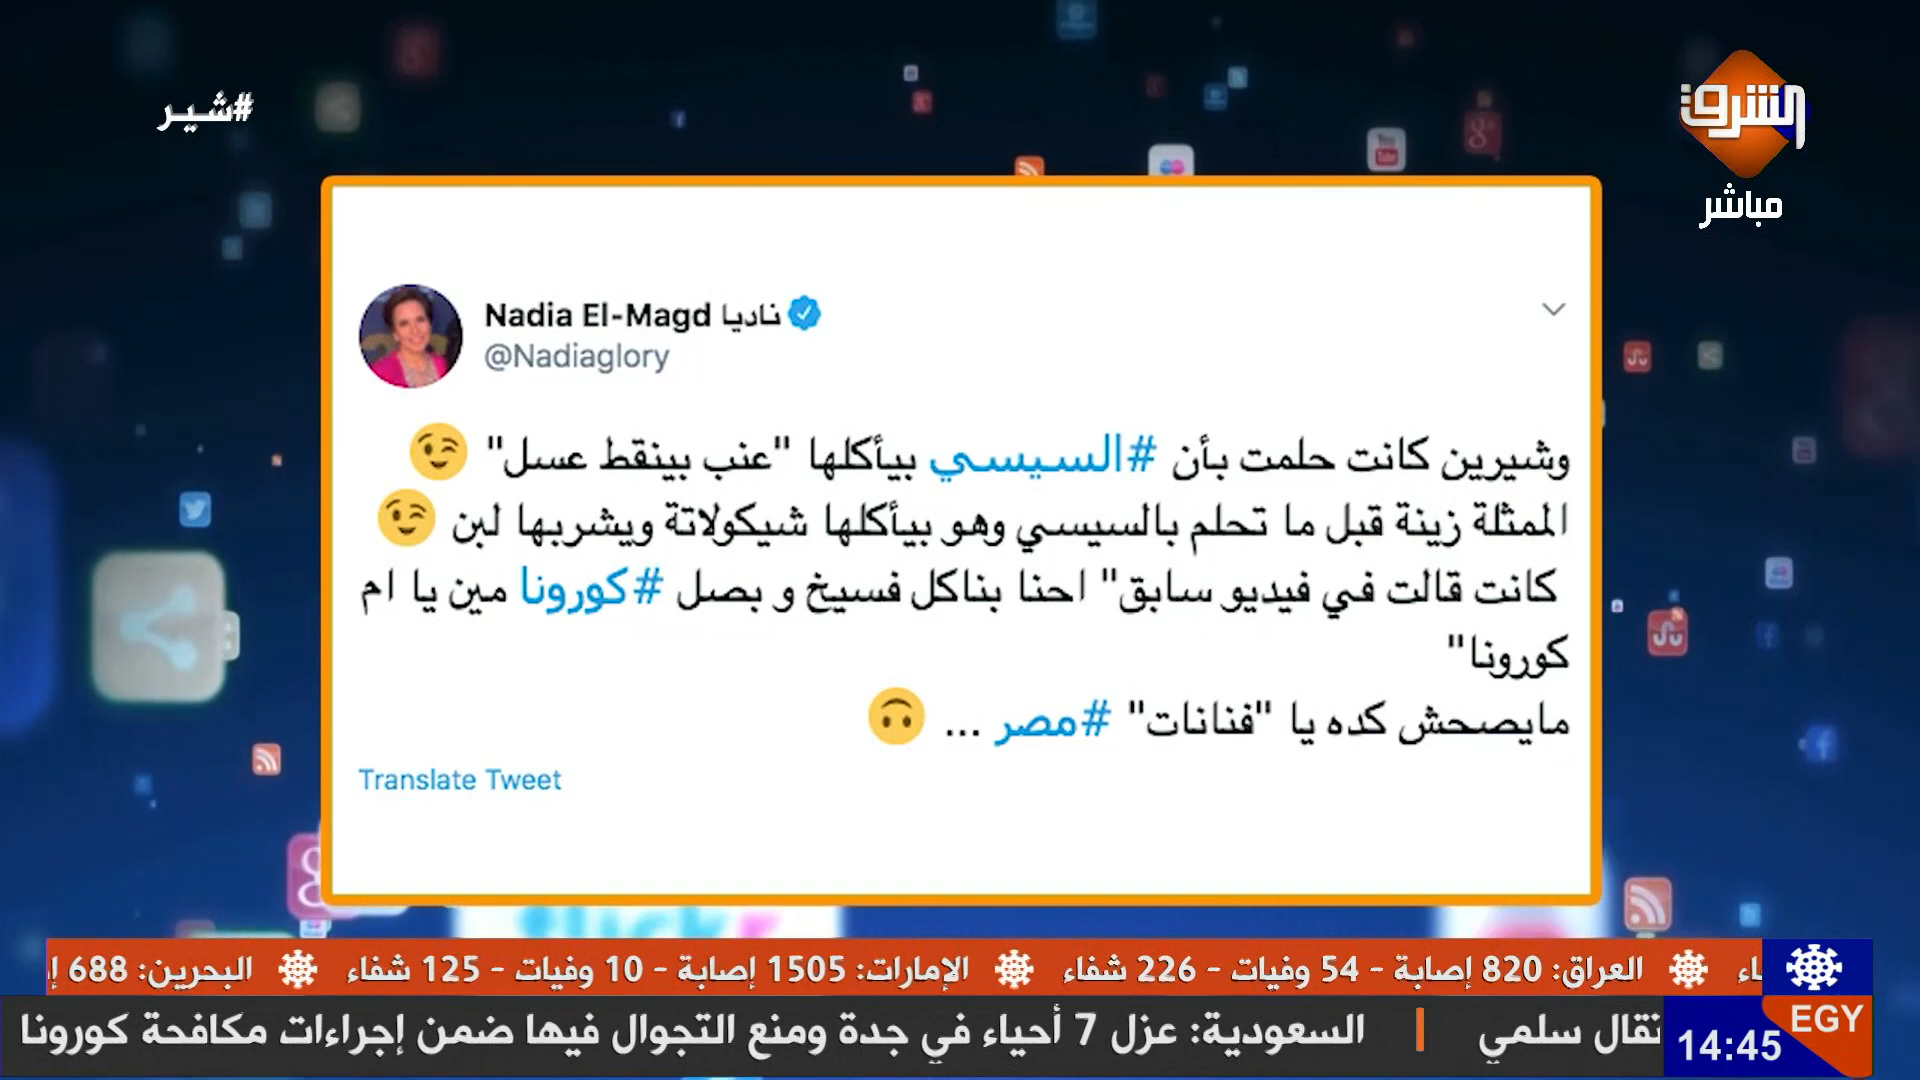 #شير
الشرق
مباشر
Nadia El-Magd ناديا
@Nadiaglory
وشيرين كانت حلمت بأن #السيسي بيأكلها "عنب بينقط عسل" 😉
الممثلة زينة قبل ما تحلم بالسيسي وهو بيأكلها شيكولاتة ويشربها لبن 😉
كانت قالت في فيديو سابق" احنا بناكل فسيخ و بصل #كورونا مين يا ام
كورونا"
مايصحش كده يا "فنانات" #مصر ... 🙃
Translate Tweet
flickr
العراق: 820 إصابة - 54 وفيات - 226 شفاء
الإمارات: 1505 إصابة - 10 وفيات - 125 شفاء
البحرين: 688
EGY
14:45
نقال سلمي | السعودية: عزل 7 أحياء في جدة ومنع التجوال فيها ضمن إجراءات مكافحة كورونا